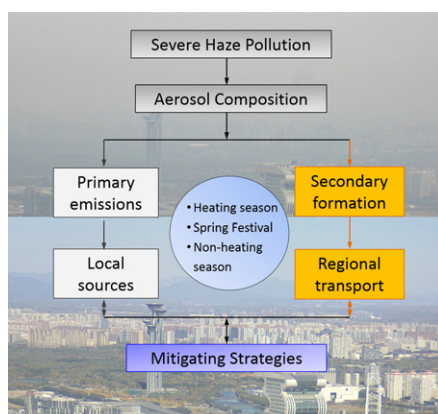 Severe Haze Pollution
Aerosol Composition
Primary
emissions
Secondary
formation
• Heating season
• Spring Festival
• Non-heating
season
Local
sources
Regional
transport
Mitigating Strategies